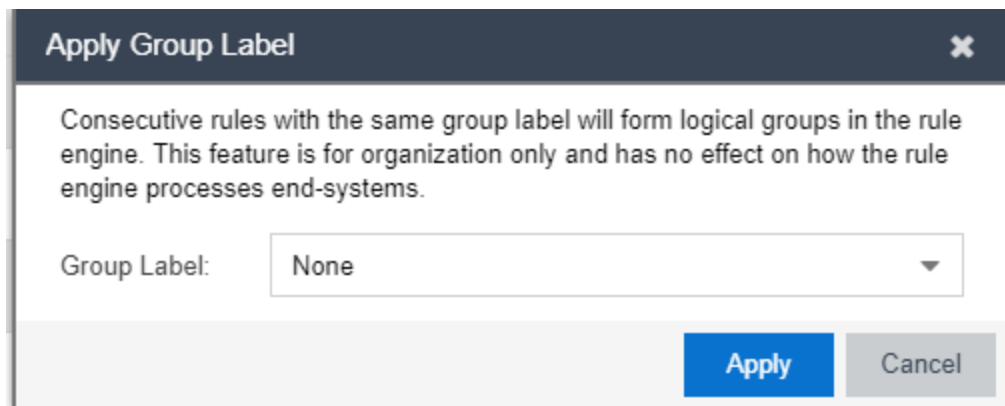 Apply Group Label
Consecutive rules with the same group label will form logical groups in the rule
engine. This feature is for organization only and has no effect on how the rule
engine processes end-systems.
Group Label: None
Apply Cancel